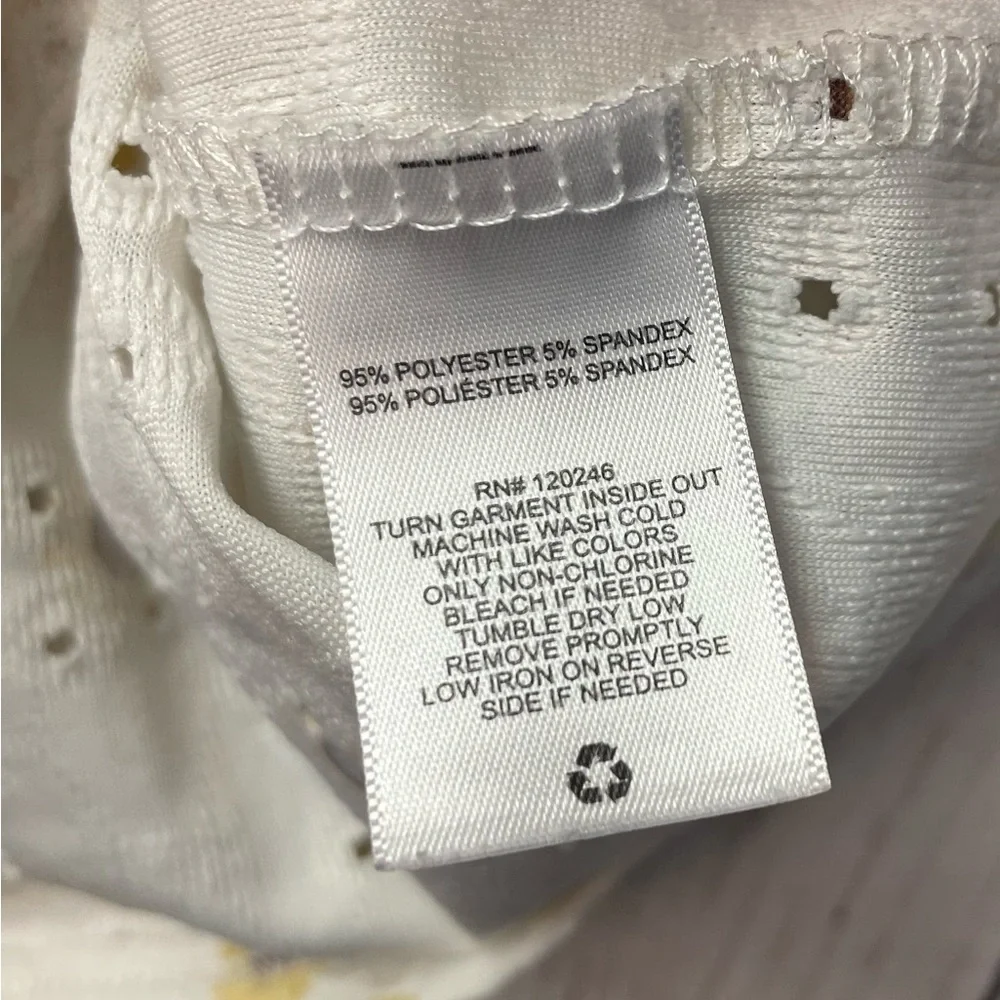 95% POLYESTER 5% SPANDEX
95% POLIÉSTER 5% SPANDEX
RN# 120246
TURN GARMENT INSIDE OUT
MACHINE WASH COLD
WITH LIKE COLORS
ONLY NON-CHLORINE
BLEACH IF NEEDED
TUMBLE DRY LOW
REMOVE PROMPTLY
LOW IRON ON REVERSE
SIDE IF NEEDED